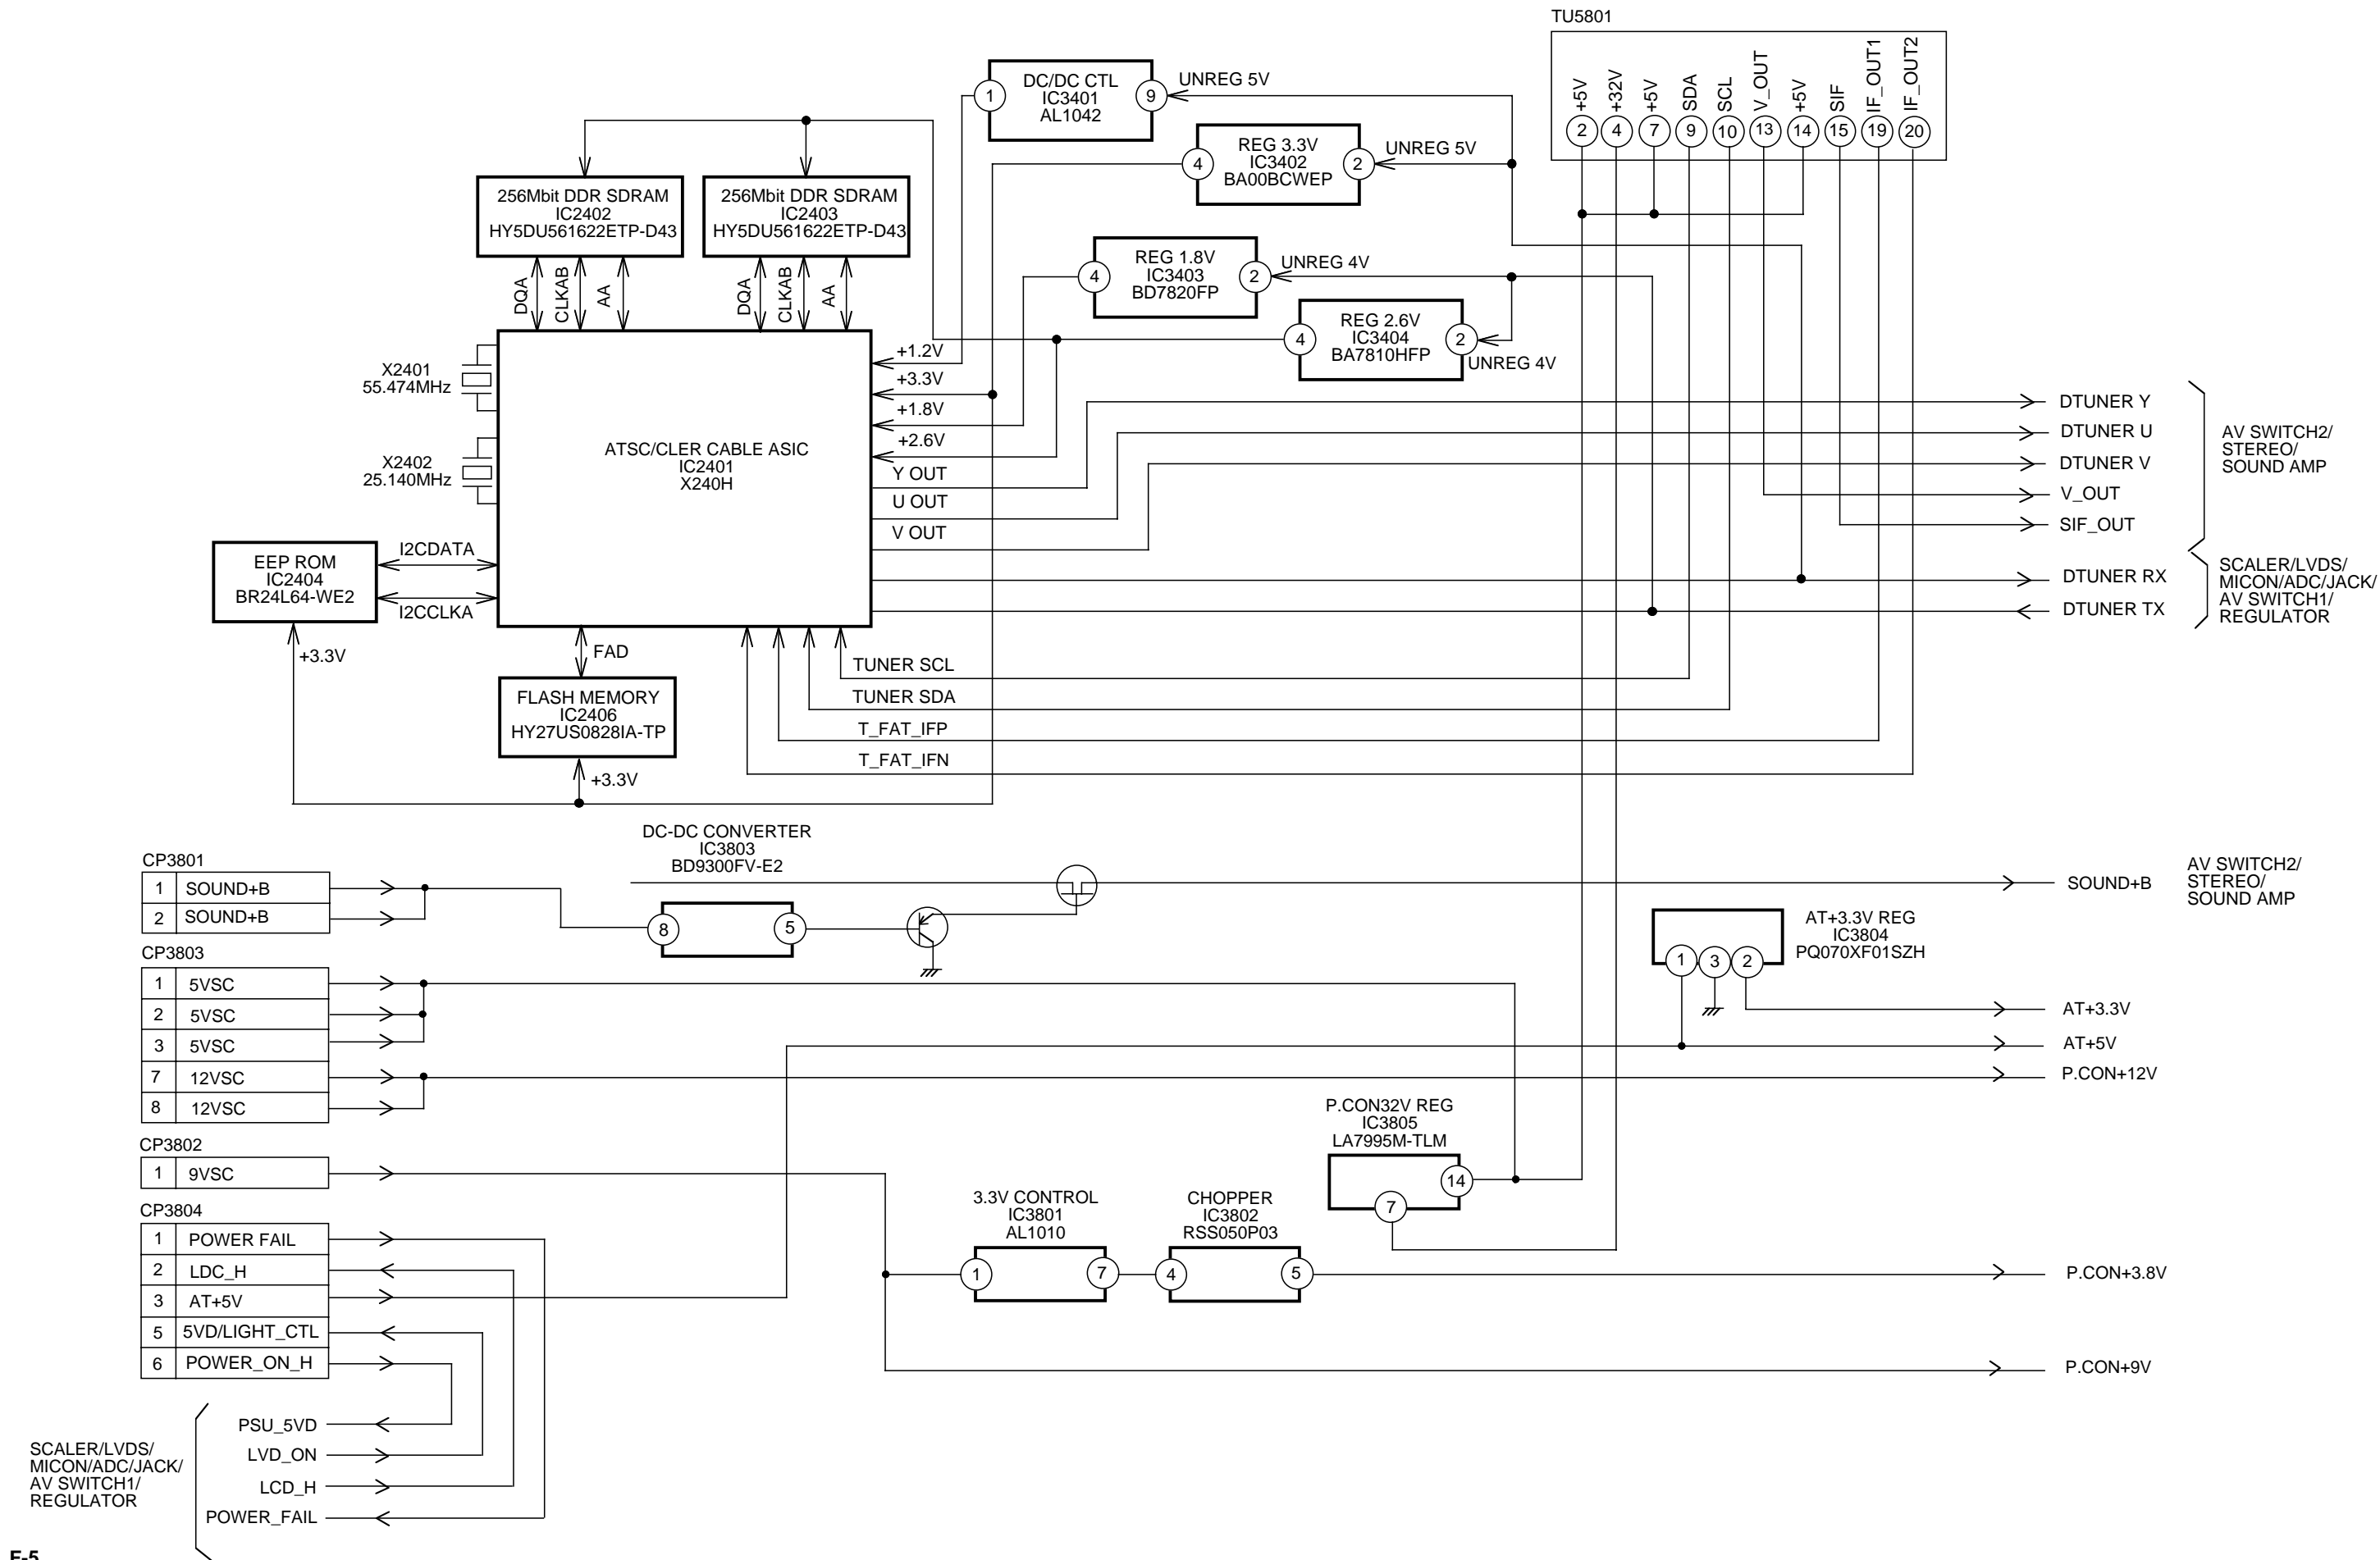 TU5801
+5V
+32V
+5V
SDA
SCL
V_OUT
+5V
SIF
IF_OUT1
IF_OUT2
2
4
7
9
10
13
14
15
19
20
DC/DC CTL
IC3401
AL1042
1
9
UNREG 5V
REG 3.3V
IC3402
BA00BCWEP
4
2
UNREG 5V
REG 1.8V
IC3403
BD7820FP
4
2
UNREG 4V
REG 2.6V
IC3404
BA7810HFP
4
2
UNREG 4V
256Mbit DDR SDRAM
IC2402
HY5DU561622ETP-D43
256Mbit DDR SDRAM
IC2403
HY5DU561622ETP-D43
DQA
CLKAB
AA
DQA
CLKAB
AA
X2401
55.474MHz
X2402
25.140MHz
ATSC/CLER CABLE ASIC
IC2401
X240H
+1.2V
+3.3V
+1.8V
+2.6V
Y OUT
U OUT
V OUT
DTUNER Y
DTUNER U
DTUNER V
V_OUT
SIF_OUT
AV SWITCH2/
STEREO/
SOUND AMP
DTUNER RX
DTUNER TX
SCALER/LVDS/
MICON/ADC/JACK/
AV SWITCH1/
REGULATOR
EEP ROM
IC2404
BR24L64-WE2
I2CDATA
I2CCLKA
+3.3V
FAD
FLASH MEMORY
IC2406
HY27US0828IA-TP
+3.3V
TUNER SCL
TUNER SDA
T_FAT_IFP
T_FAT_IFN
DC-DC CONVERTER
IC3803
BD9300FV-E2
8
5
CP3801
1 SOUND+B
2 SOUND+B
SOUND+B
AV SWITCH2/
STEREO/
SOUND AMP
AT+3.3V REG
IC3804
PQ070XF01SZH
1
3
2
CP3803
1 5VSC
2 5VSC
3 5VSC
7 12VSC
8 12VSC
AT+3.3V
AT+5V
P.CON+12V
P.CON32V REG
IC3805
LA7995M-TLM
14
7
CP3802
1 9VSC
3.3V CONTROL
IC3801
AL1010
1
7
CHOPPER
IC3802
RSS050P03
4
5
P.CON+3.8V
P.CON+9V
CP3804
1 POWER FAIL
2 LDC_H
3 AT+5V
5 5VD/LIGHT_CTL
6 POWER_ON_H
PSU_5VD
LVD_ON
LCD_H
POWER_FAIL
SCALER/LVDS/
MICON/ADC/JACK/
AV SWITCH1/
REGULATOR